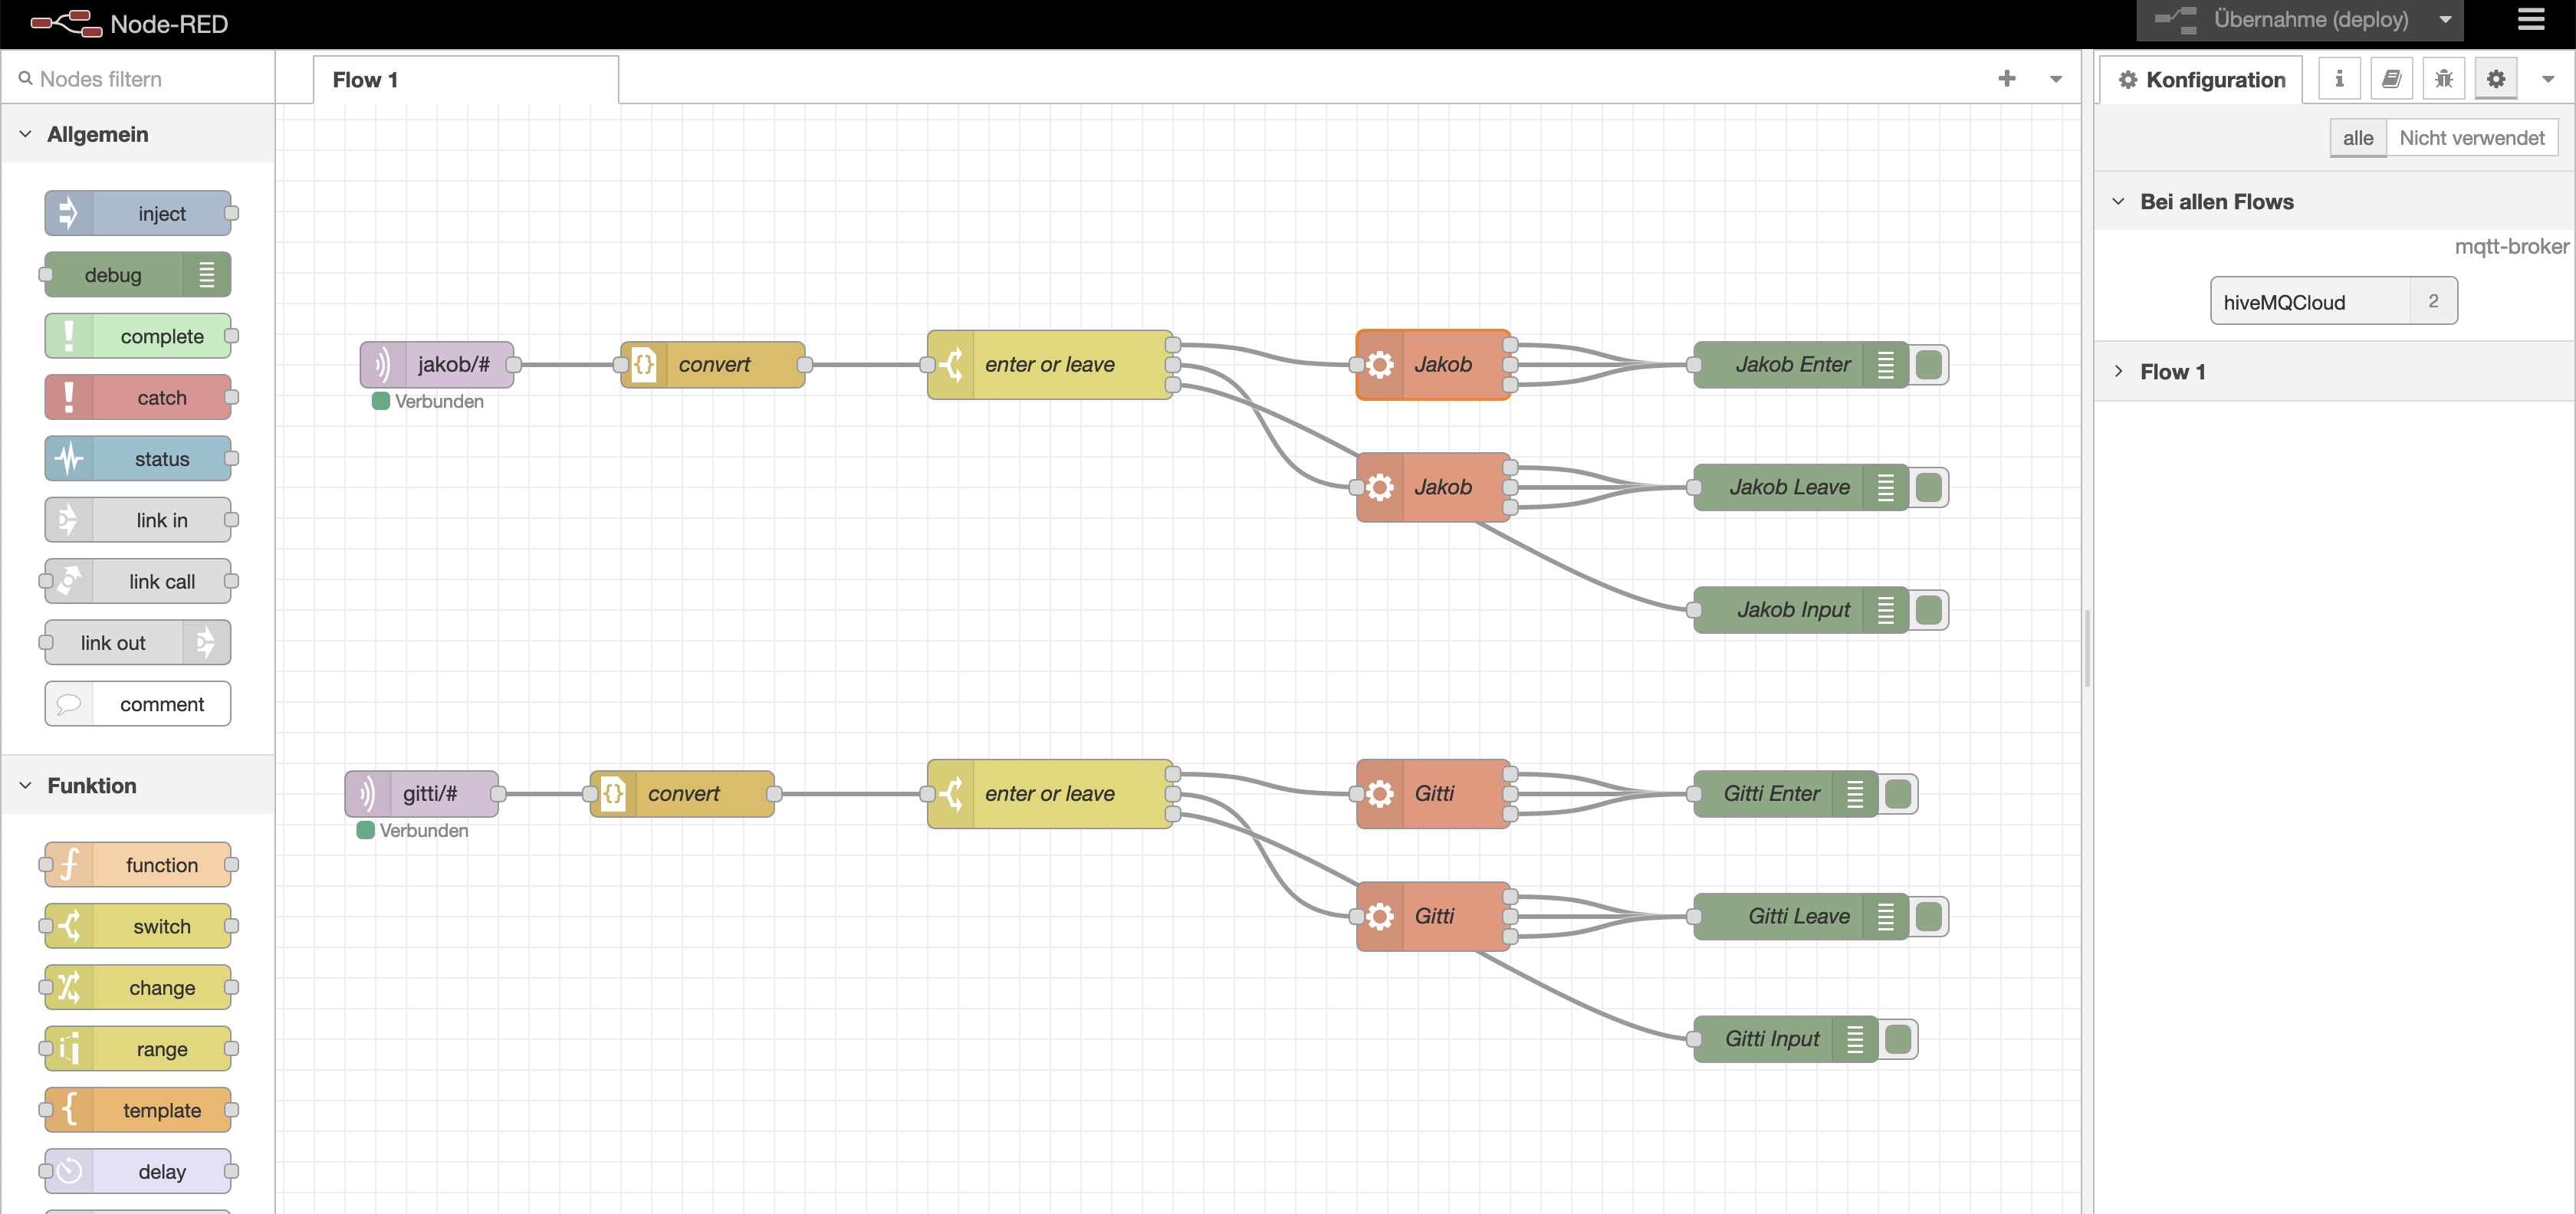 Node-RED
Übernahme (deploy)
Nodes filtern
Flow 1
Konfiguration
alle
Nicht verwendet
Allgemein
inject
debug
complete
catch
status
link in
link call
link out
comment
Funktion
function
switch
change
range
template
delay
jakob/#
Verbunden
convert
enter or leave
Jakob
Jakob Enter
Jakob
Jakob Leave
Jakob Input
gitti/#
Verbunden
convert
enter or leave
Gitti
Gitti Enter
Gitti
Gitti Leave
Gitti Input
Bei allen Flows
mqtt-broker
hiveMQCloud 2
Flow 1